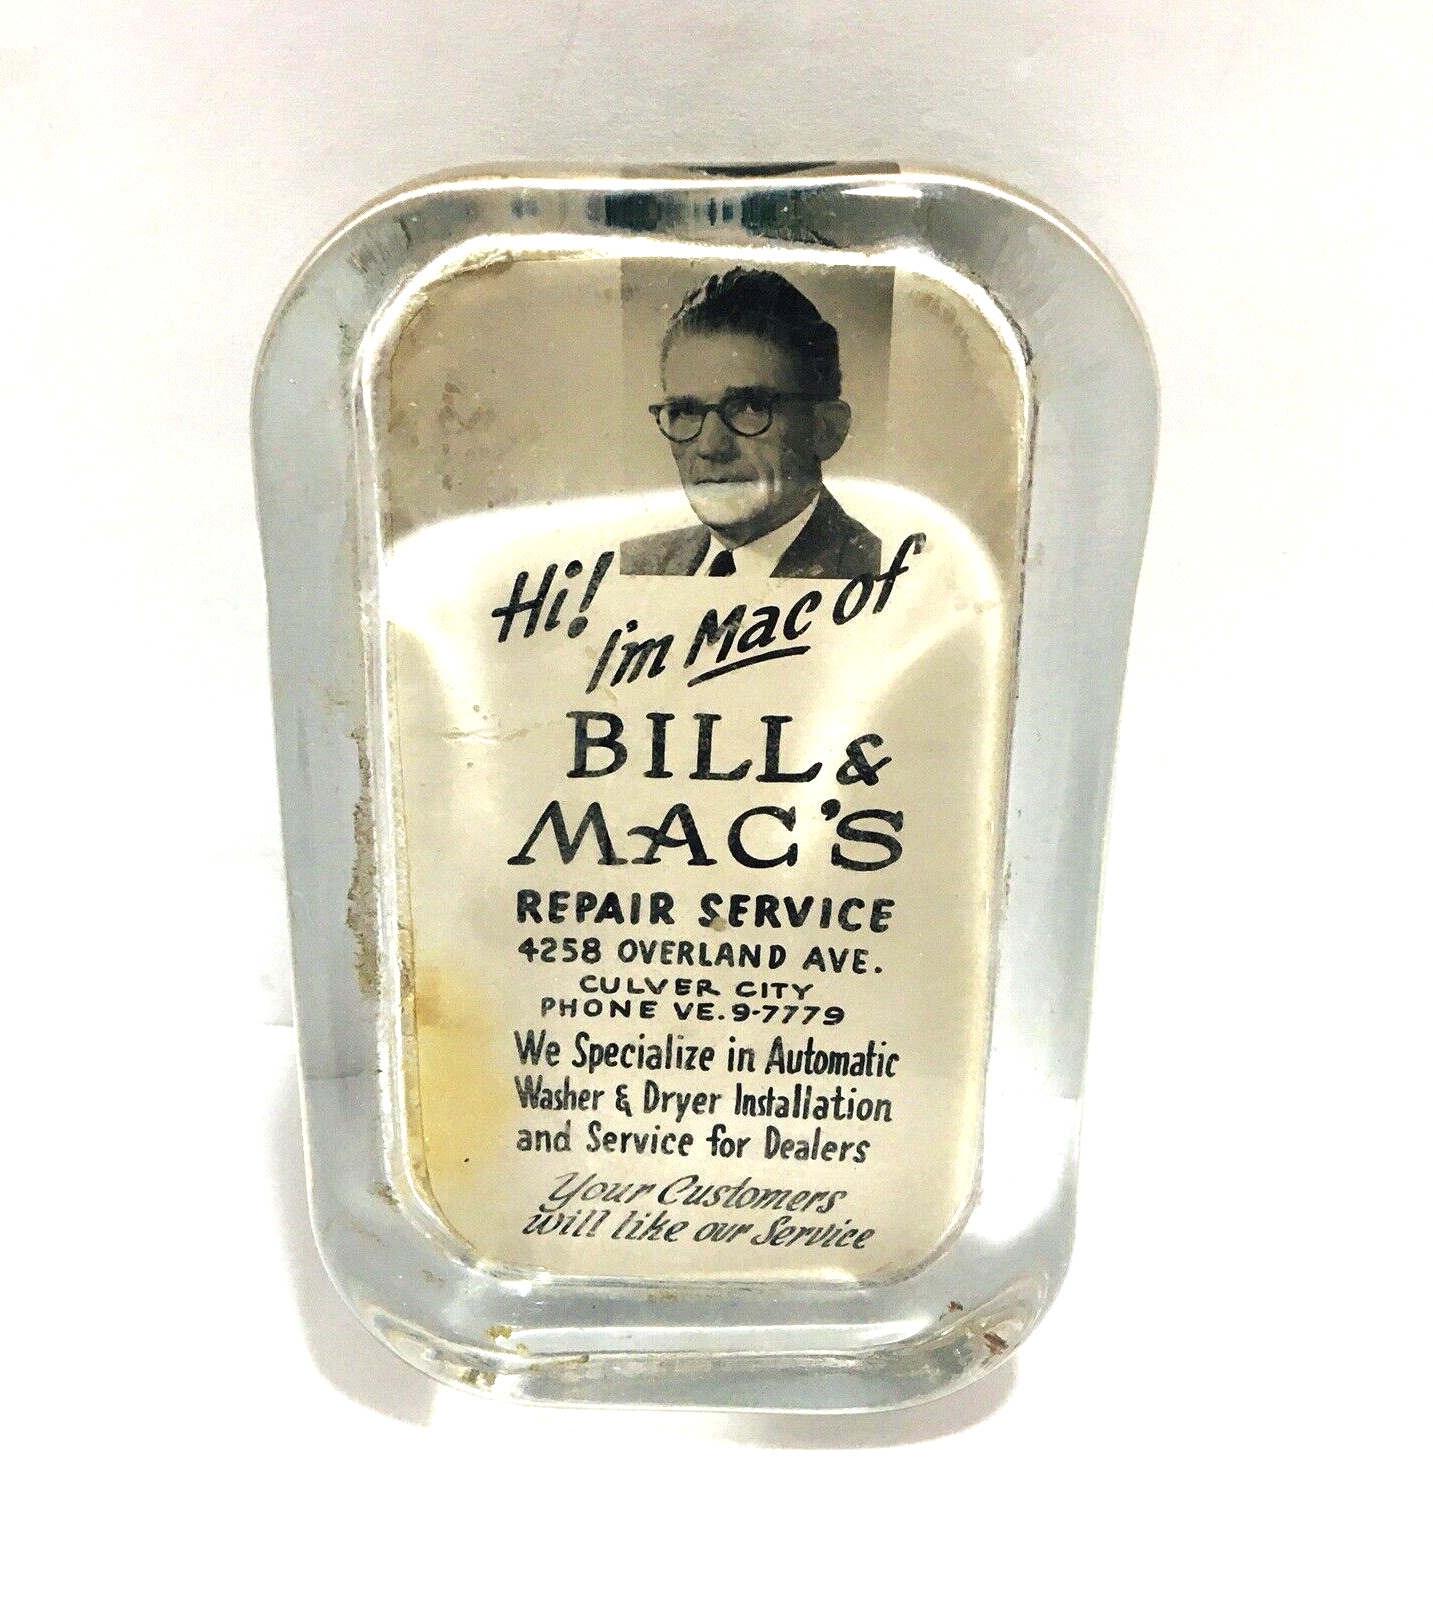 Hi!
I'm Mac of
BILL &
MAC'S
REPAIR SERVICE
4258 OVERLAND AVE.
CULVER CITY
PHONE VE. 9-7779
We Specialize in Automatic
Washer & Dryer Installation
and Service for Dealers
Your Customers
will like our Service